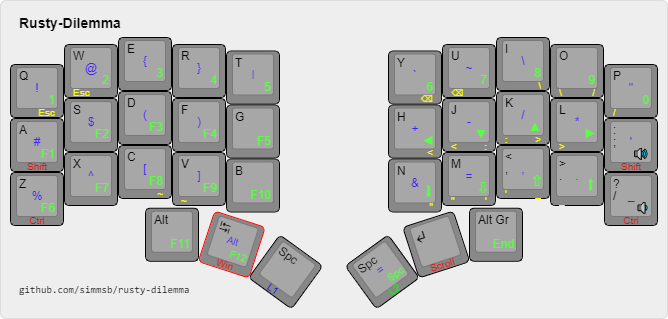 Rusty-Dilemma
Q ! 1 Esc
W @ 2 Esc
E { 3
R } 4
T | 5
Y ` 6 ⌫
U ~ 7 ⌫
I \ 8 \
O 9 \ /
P " 0 /
A # F1 Shift
S $ F2
D ( F3
F ) F4
G F5
H + ◀ <
J - ▼ < :
K / ▲ : >
L * ▶ >
: ; ' 🔊 Shift
Z % F6 Ctrl
X ^ F7
C [ F8 ~
V ] F9 ~
B F10
N & "
M = " _
< , '
> .
? / _ 🔉 Ctrl
Alt F11
↹ Alt F12 Win
Spc L1
Spc = Spc
↲ Scroll
Alt Gr End
github.com/simmsb/rusty-dilemma